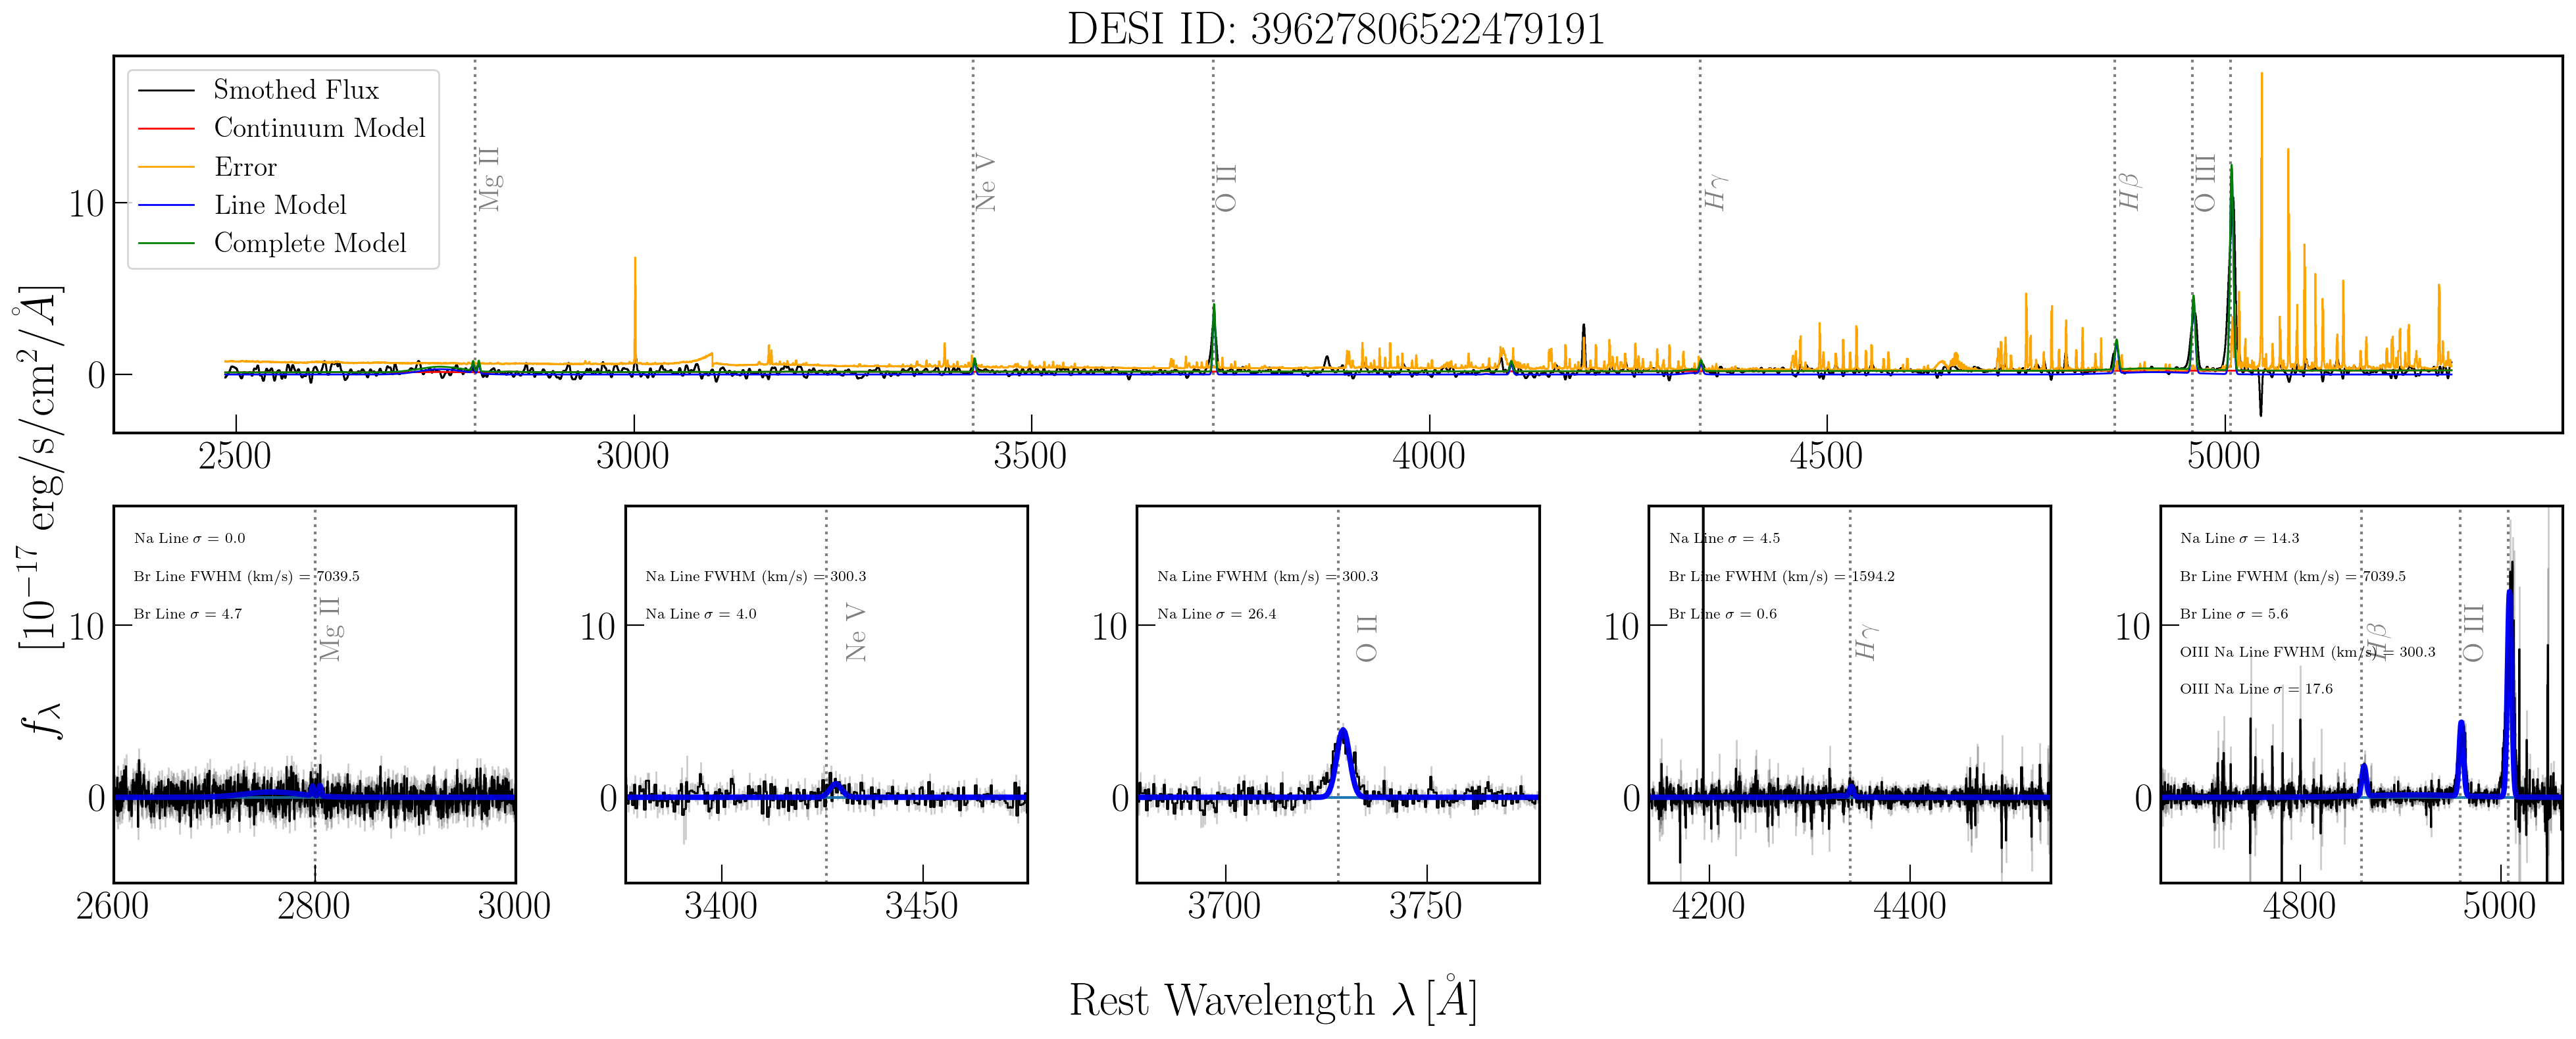 DESI ID: 39627806522479191
Smothed Flux
Continuum Model
Error
Line Model
Complete Model
Mg II
Ne V
O II
Hγ
Hβ
O III
10
0
2500 3000 3500 4000 4500 5000
f_λ [10^{-17} erg/s/cm^2/Å]
Na Line σ = 0.0
Br Line FWHM (km/s) = 7039.5
Br Line σ = 4.7
Mg II
10
0
2600 2800 3000
Na Line FWHM (km/s) = 300.3
Na Line σ = 4.0
Ne V
10
0
3400 3450
Na Line FWHM (km/s) = 300.3
Na Line σ = 26.4
O II
10
0
3700 3750
Na Line σ = 4.5
Br Line FWHM (km/s) = 1594.2
Br Line σ = 0.6
Hγ
10
0
4200 4400
Na Line σ = 14.3
Br Line FWHM (km/s) = 7039.5
Br Line σ = 5.6
OIII Na Line FWHM (km/s) = 300.3
OIII Na Line σ = 17.6
Hβ
O III
10
0
4800 5000
Rest Wavelength λ [Å]